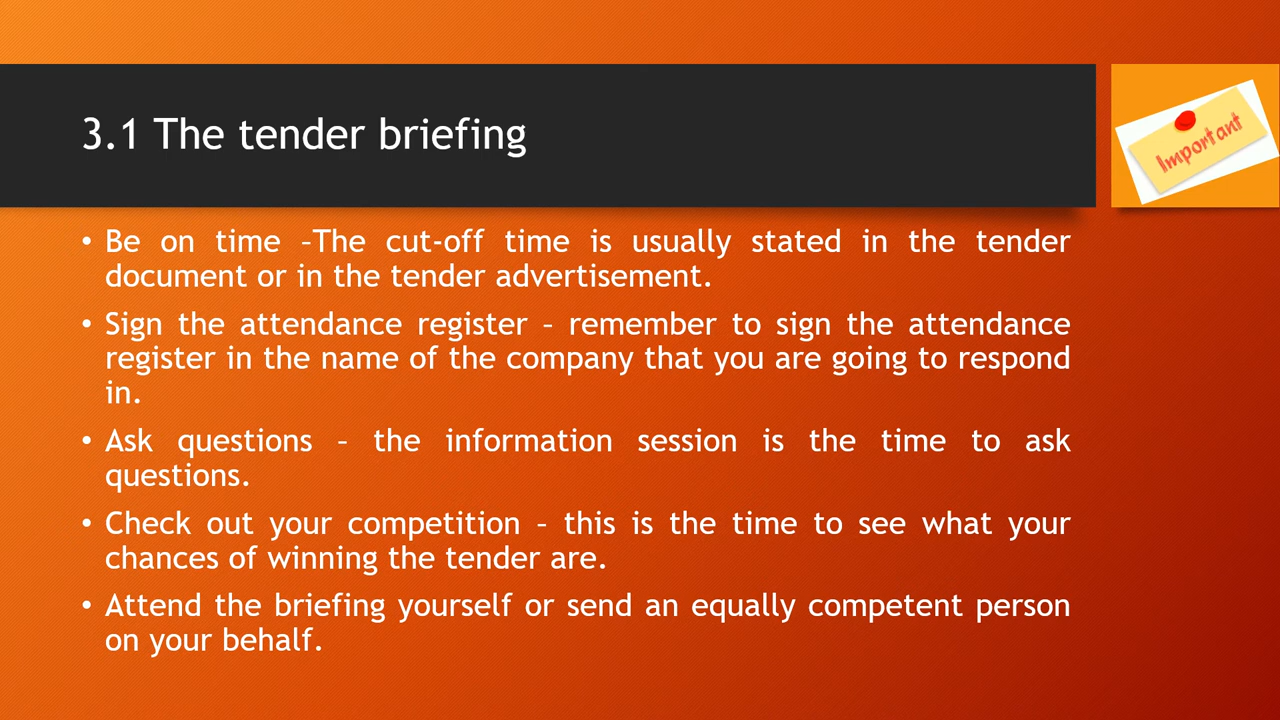 3.1 The tender briefing
Important
• Be on time –The cut-off time is usually stated in the tender
document or in the tender advertisement.
• Sign the attendance register – remember to sign the attendance
register in the name of the company that you are going to respond
in.
• Ask questions – the information session is the time to ask
questions.
• Check out your competition – this is the time to see what your
chances of winning the tender are.
• Attend the briefing yourself or send an equally competent person
on your behalf.